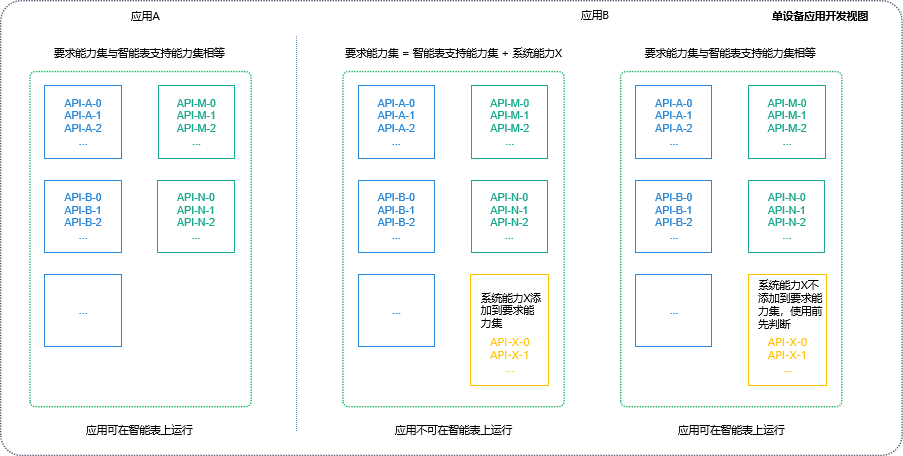 应用A
应用B
单设备应用开发视图
要求能力集与智能表支持能力集相等
要求能力集 = 智能表支持能力集 + 系统能力X
要求能力集与智能表支持能力集相等
API-A-0
API-A-1
API-A-2
...
API-M-0
API-M-1
API-M-2
...
API-B-0
API-B-1
API-B-2
...
API-N-0
API-N-1
API-N-2
...
...
应用可在智能表上运行
API-A-0
API-A-1
API-A-2
...
API-M-0
API-M-1
API-M-2
...
API-B-0
API-B-1
API-B-2
...
API-N-0
API-N-1
API-N-2
...
...
系统能力X添
加到要求能
力集
API-X-0
API-X-1
...
应用不可在智能表上运行
API-A-0
API-A-1
API-A-2
...
API-M-0
API-M-1
API-M-2
...
API-B-0
API-B-1
API-B-2
...
API-N-0
API-N-1
API-N-2
...
...
系统能力X不
添加到要求能
力集，使用前
先判断
API-X-0
API-X-1
...
应用可在智能表上运行